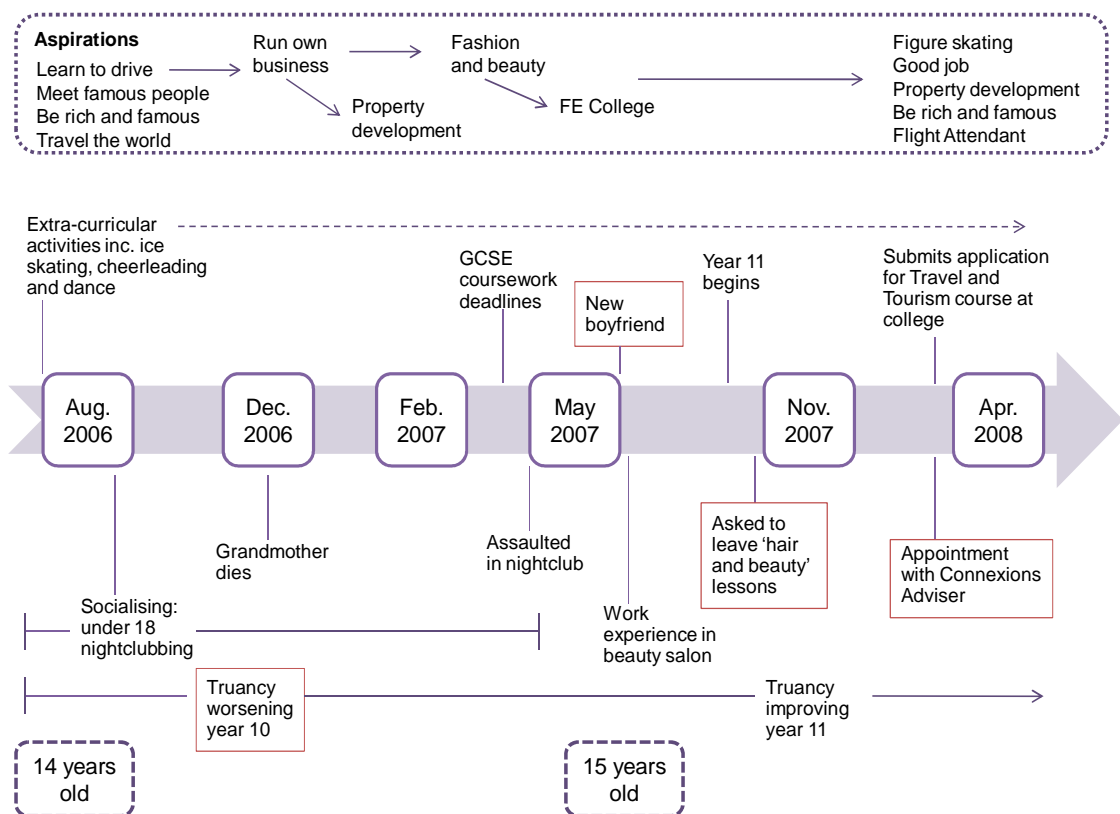 Aspirations
Learn to drive
Meet famous people
Be rich and famous
Travel the world
Run own
business
Property
development
Fashion
and beauty
FE College
Figure skating
Good job
Property development
Be rich and famous
Flight Attendant
Extra-curricular
activities inc. ice
skating, cheerleading
and dance
GCSE
coursework
deadlines
New
boyfriend
Year 11
begins
Submits application
for Travel and
Tourism course at
college
Aug.
2006
Dec.
2006
Feb.
2007
May
2007
Nov.
2007
Apr.
2008
Grandmother
dies
Assaulted
in nightclub
Asked to
leave ‘hair
and beauty’
lessons
Appointment
with Connexions
Adviser
Socialising:
under 18
nightclubbing
Work
experience in
beauty salon
Truancy
worsening
year 10
Truancy
improving
year 11
14 years
old
15 years
old